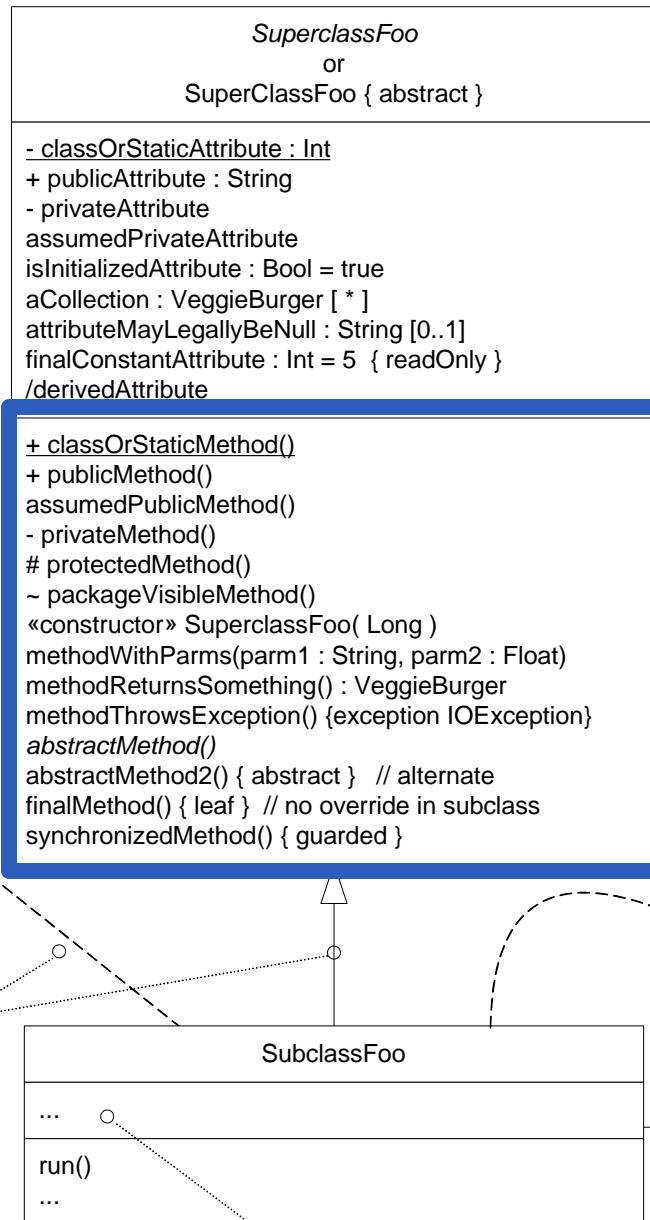 SuperclassFoo
or
SuperClassFoo { abstract }
- classOrStaticAttribute : Int
+ publicAttribute : String
- privateAttribute
assumedPrivateAttribute
isInitializedAttribute : Bool = true
aCollection : VeggieBurger [ * ]
attributeMayLegallyBeNull : String [0..1]
finalConstantAttribute : Int = 5 { readOnly }
/derivedAttribute
+ classOrStaticMethod()
+ publicMethod()
assumedPublicMethod()
- privateMethod()
# protectedMethod()
~ packageVisibleMethod()
«constructor» SuperclassFoo( Long )
methodWithParms(parm1 : String, parm2 : Float)
methodReturnsSomething() : VeggieBurger
methodThrowsException() {exception IOException}
abstractMethod()
abstractMethod2() { abstract } // alternate
finalMethod() { leaf } // no override in subclass
synchronizedMethod() { guarded }
SubclassFoo
...
run()
...